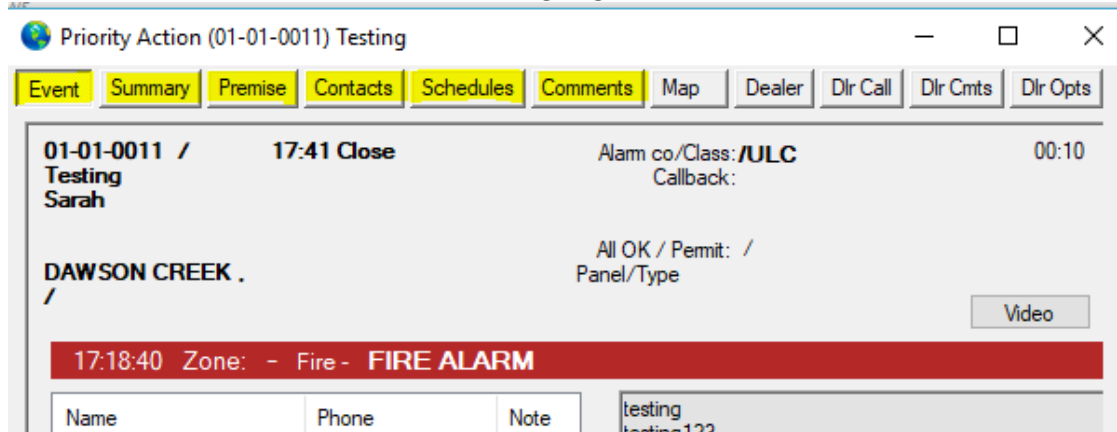 Priority Action (01-01-0011) Testing
Event Summary Premise Contacts Schedules Comments Map Dealer Dlr Call Dlr Cmts Dlr Opts
01-01-0011 / 17:41 Close Alarm co/Class: /ULC 00:10
Testing Callback:
Sarah
All OK / Permit: /
DAWSON CREEK . Panel/Type
/
Video
17:18:40 Zone: - Fire - FIRE ALARM
Name Phone Note testing
testing123